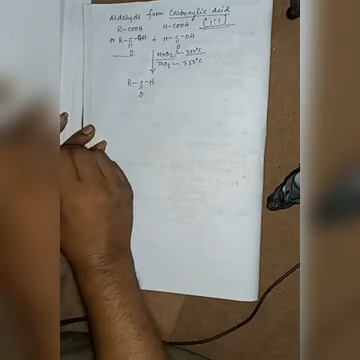 Aldehyde from Carboxylic Acid
R-COOH H-COOH (1:1)
R-C-OH + H-C-OH
O O
MnO2 / ~ 300°C
ThO2 ~ 350°C
R-C-H
O